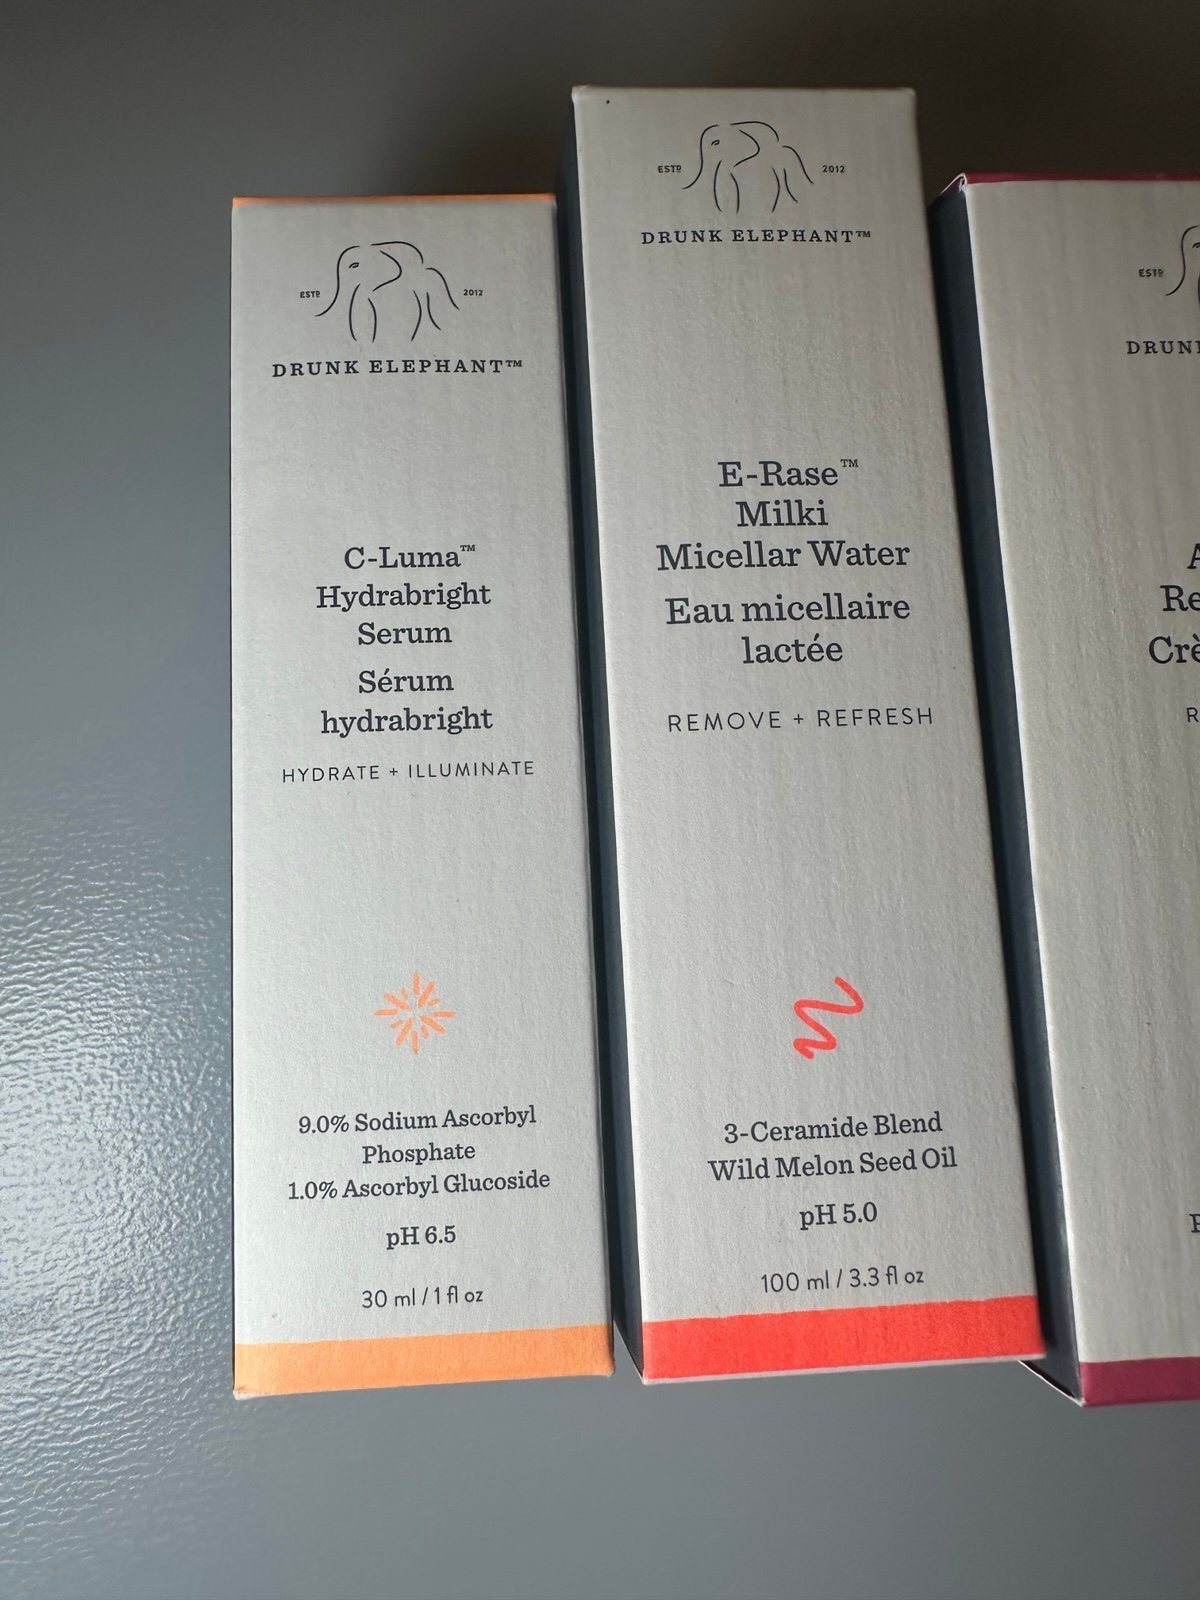 ESTD 2012
DRUNK ELEPHANT™
C-Luma™
Hydrabright
Serum
Sérum
hydrabright
HYDRATE + ILLUMINATE
9.0% Sodium Ascorbyl
Phosphate
1.0% Ascorbyl Glucoside
pH 6.5
30 ml / 1 fl oz
ESTD 2012
DRUNK ELEPHANT™
E-Rase™
Milki
Micellar Water
Eau micellaire
lactée
REMOVE + REFRESH
3-Ceramide Blend
Wild Melon Seed Oil
pH 5.0
100 ml / 3.3 fl oz
ESTD